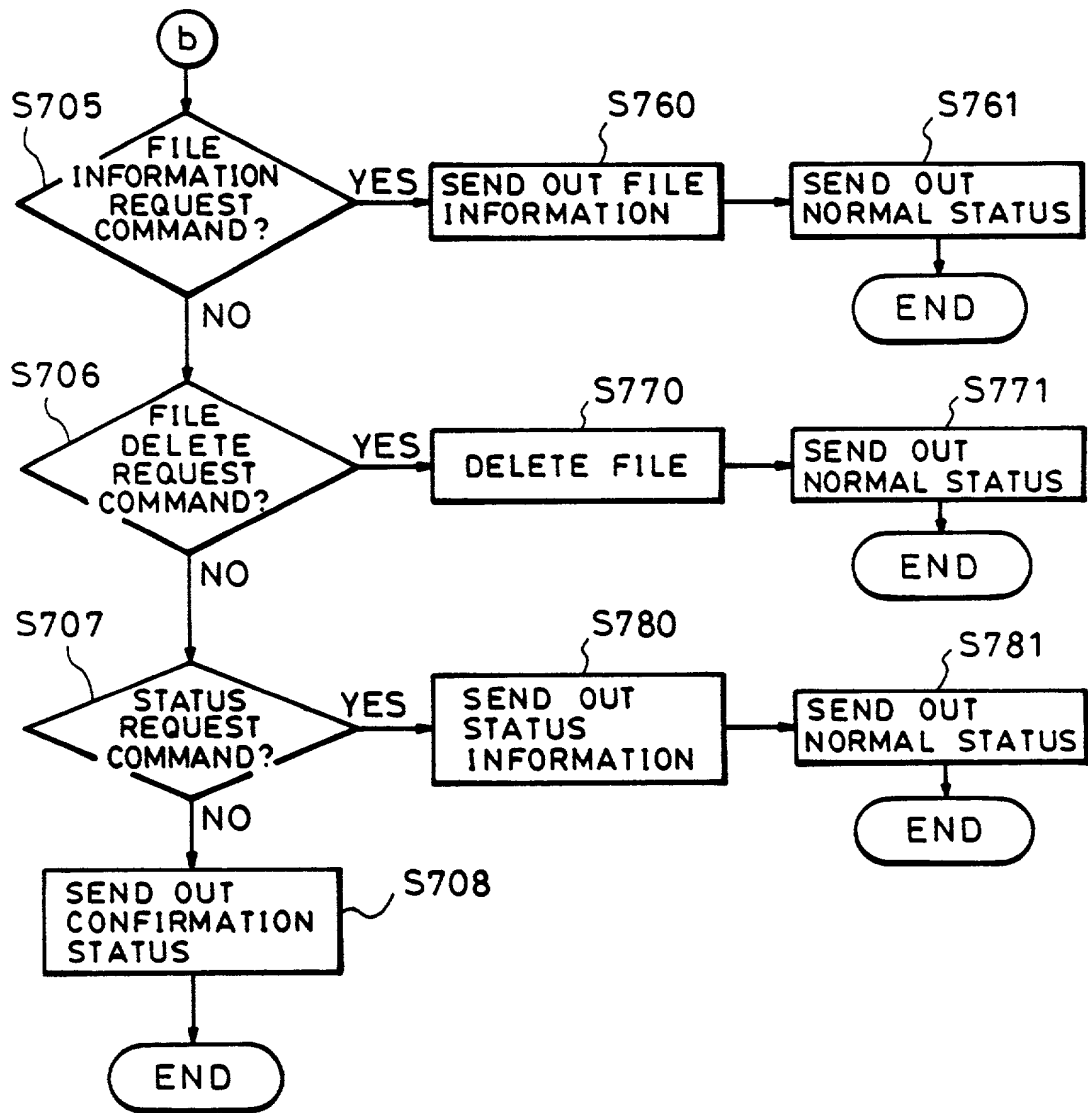 b
S705
FILE
INFORMATION
REQUEST
COMMAND?
YES
S760
SEND OUT FILE
INFORMATION
S761
SEND OUT
NORMAL STATUS
END
NO
S706
FILE
DELETE
REQUEST
COMMAND?
YES
S770
DELETE FILE
S771
SEND OUT
NORMAL STATUS
END
NO
S707
STATUS
REQUEST
COMMAND?
YES
S780
SEND OUT
STATUS
INFORMATION
S781
SEND OUT
NORMAL STATUS
END
NO
S708
SEND OUT
CONFIRMATION
STATUS
END